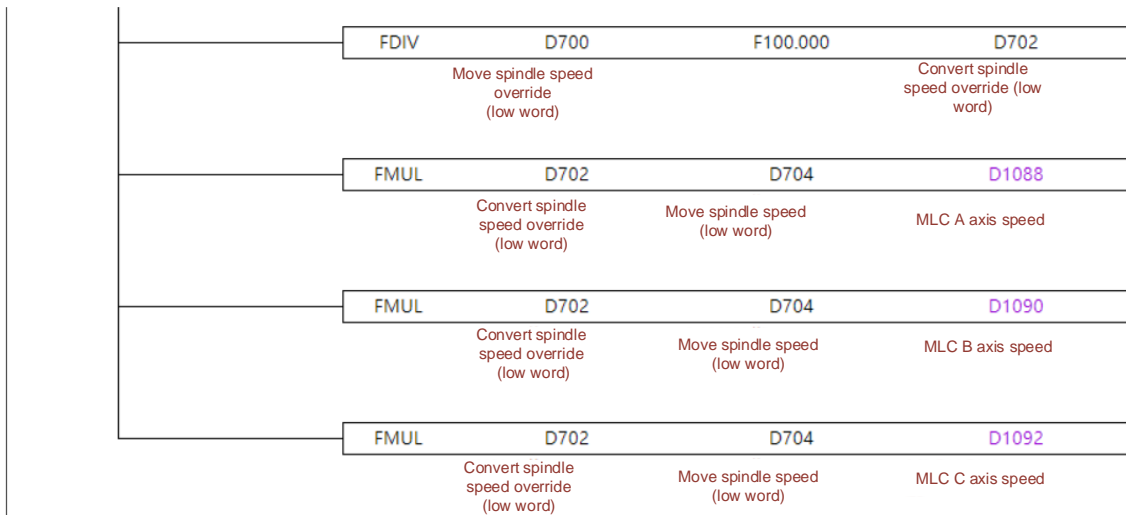 FDIV D700 F100.000 D702
Move spindle speed
override
(low word)
Convert spindle
speed override (low
word)
FMUL D702 D704 D1088
Convert spindle
speed override
(low word)
Move spindle speed
(low word)
MLC A axis speed
FMUL D702 D704 D1090
Convert spindle
speed override
(low word)
Move spindle speed
(low word)
MLC B axis speed
FMUL D702 D704 D1092
Convert spindle
speed override
(low word)
Move spindle speed
(low word)
MLC C axis speed